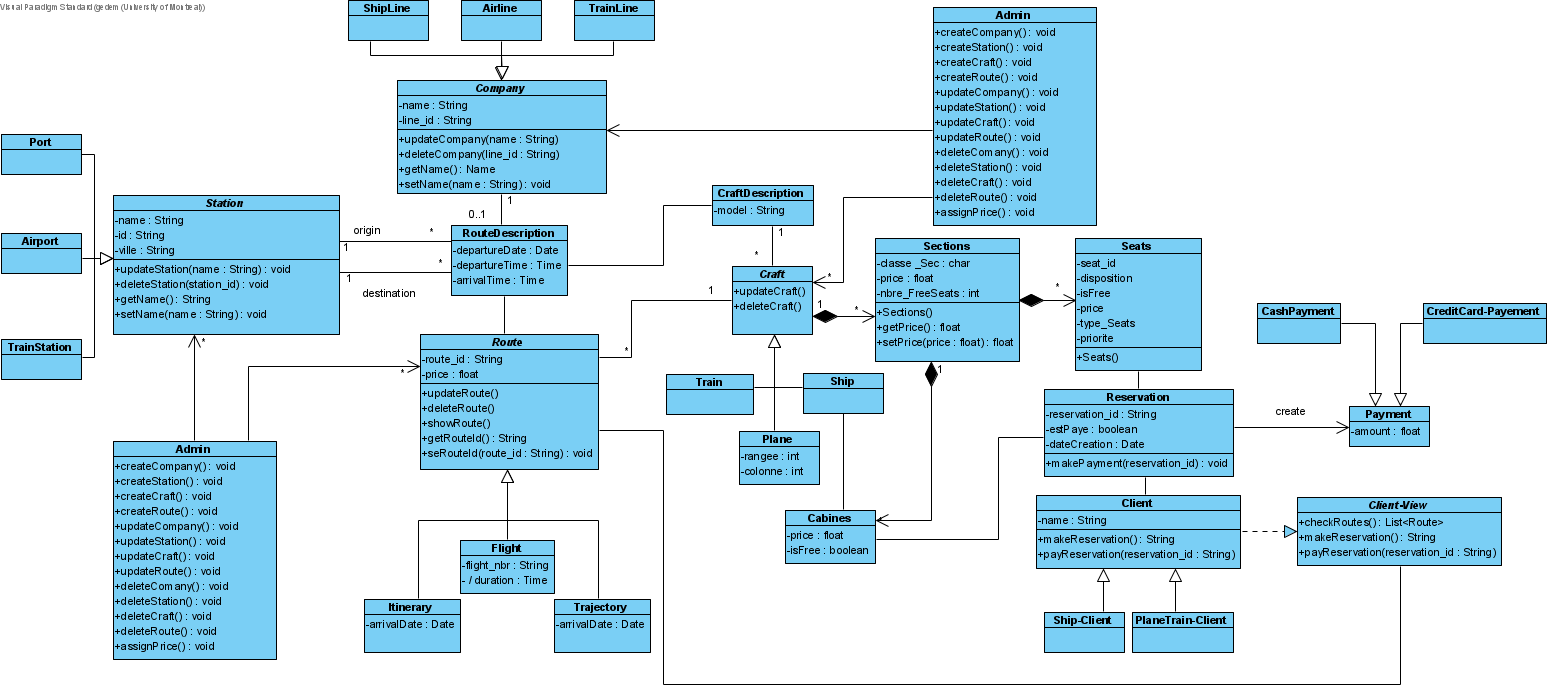 Visual Paradigm Standard(gedem (University of Montreal))
ShipLine
Airline
TrainLine
Company
-name : String
-line_id : String
+updateCompany(name : String)
+deleteCompany(line_id : String)
+getName() : Name
+setName(name : String) : void
Admin
+createCompany() : void
+createStation() : void
+createCraft() : void
+createRoute() : void
+updateCompany() : void
+updateStation() : void
+updateCraft() : void
+updateRoute() : void
+deleteComany() : void
+deleteStation() : void
+deleteCraft() : void
+deleteRoute() : void
+assignPrice() : void
Port
Airport
TrainStation
Station
-name : String
-id : String
-ville : String
+updateStation(name : String) : void
+deleteStation(station_id) : void
+getName() : String
+setName(name : String) : void
origin
1
*
destination
1
*
1
0..1
RouteDescription
-departureDate : Date
-departureTime : Time
-arrivalTime : Time
CraftDescription
-model : String
1
*
Craft
+updateCraft()
+deleteCraft()
*
1
*
1
*
Sections
-classe _Sec : char
-price : float
-nbre_FreeSeats : int
+Sections()
+getPrice() : float
+setPrice(price : float) : float
*
1
Seats
-seat_id
-disposition
-isFree
-price
-type_Seats
-priorite
+Seats()
CashPayment
CreditCard-Payement
Payment
-amount : float
create
Reservation
-reservation_id : String
-estPaye : boolean
-dateCreation : Date
+makePayment(reservation_id) : void
Route
-route_id : String
-price : float
+updateRoute()
+deleteRoute()
+showRoute()
+getRouteId() : String
+seRouteId(route_id : String) : void
*
*
Train
Ship
Plane
-rangee : int
-colonne : int
Cabines
-price : float
-isFree : boolean
Client
-name : String
+makeReservation() : String
+payReservation(reservation_id : String)
Client-View
+checkRoutes() : List<Route>
+makeReservation() : String
+payReservation(reservation_id : String)
Ship-Client
PlaneTrain-Client
Admin
+createCompany() : void
+createStation() : void
+createCraft() : void
+createRoute() : void
+updateCompany() : void
+updateStation() : void
+updateCraft() : void
+updateRoute() : void
+deleteComany() : void
+deleteStation() : void
+deleteCraft() : void
+deleteRoute() : void
+assignPrice() : void
Flight
-flight_nbr : String
- / duration : Time
Itinerary
-arrivalDate : Date
Trajectory
-arrivalDate : Date